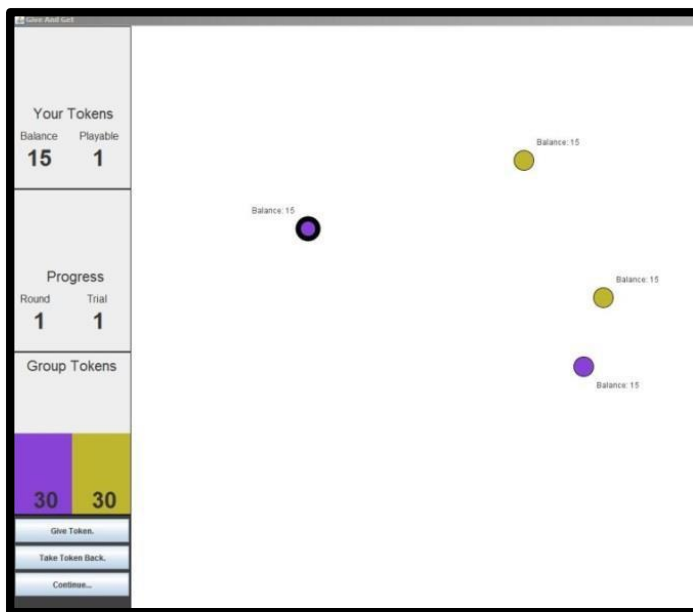 Give And Get
Your Tokens
Balance Playable
15 1
Progress
Round Trial
1 1
Group Tokens
30 30
Give Token.
Take Token Back.
Continue...
Balance: 15
Balance: 15
Balance: 15
Balance: 15